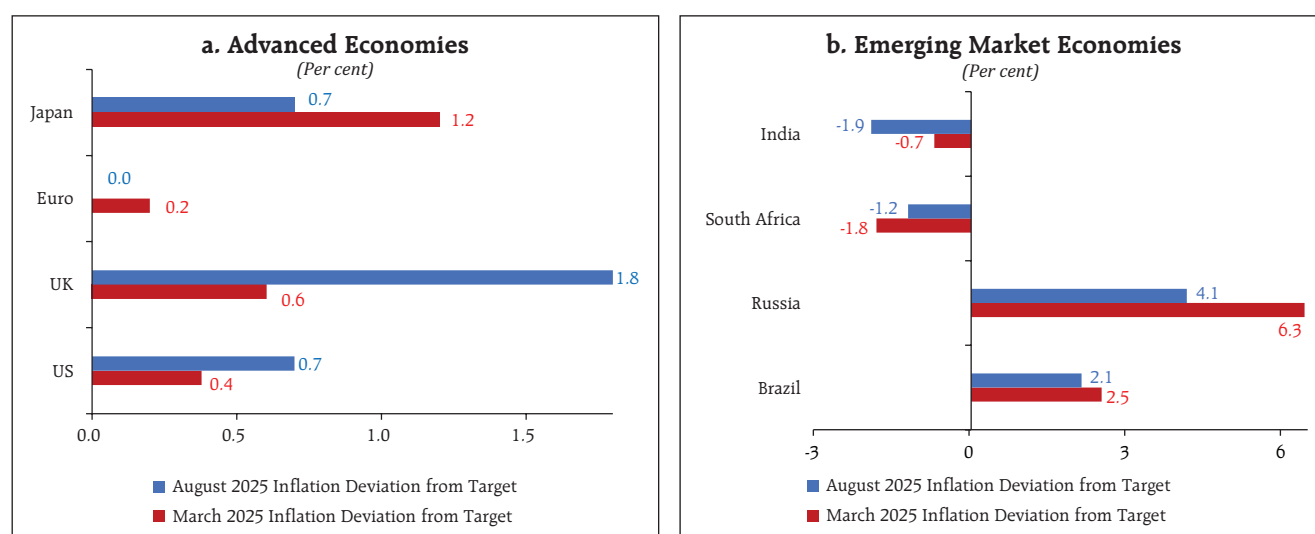 a. Advanced Economies
(Per cent)
Japan
0.7
1.2
Euro
0.0
0.2
UK
1.8
0.6
US
0.7
0.4
0.0 0.5 1.0 1.5
August 2025 Inflation Deviation from Target
March 2025 Inflation Deviation from Target
b. Emerging Market Economies
(Per cent)
India
-1.9
-0.7
South Africa
-1.2
-1.8
Russia
4.1
6.3
Brazil
2.1
2.5
-3 0 3 6
August 2025 Inflation Deviation from Target
March 2025 Inflation Deviation from Target